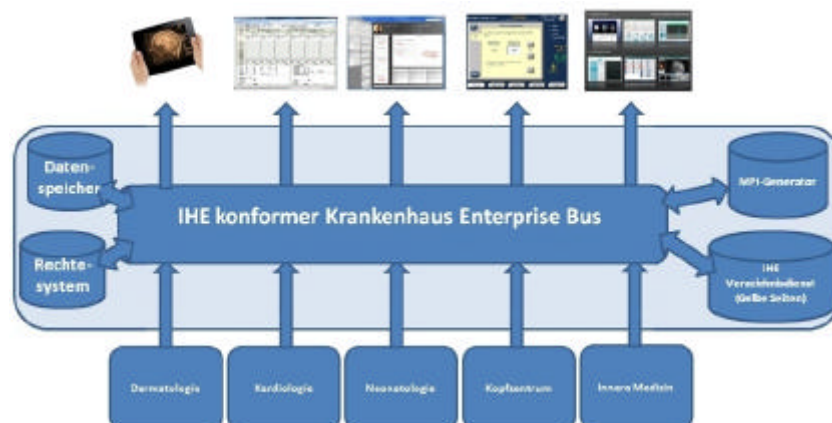 Daten-
speicher
MPI-Generator
IHE konformer Krankenhaus Enterprise Bus
Rechte-
system
IHE
Verzeichnisdienst
(Gelbe Seiten)
Dermatologie
Kardiologie
Neonatologie
Kopfzentrum
Innere Medizin